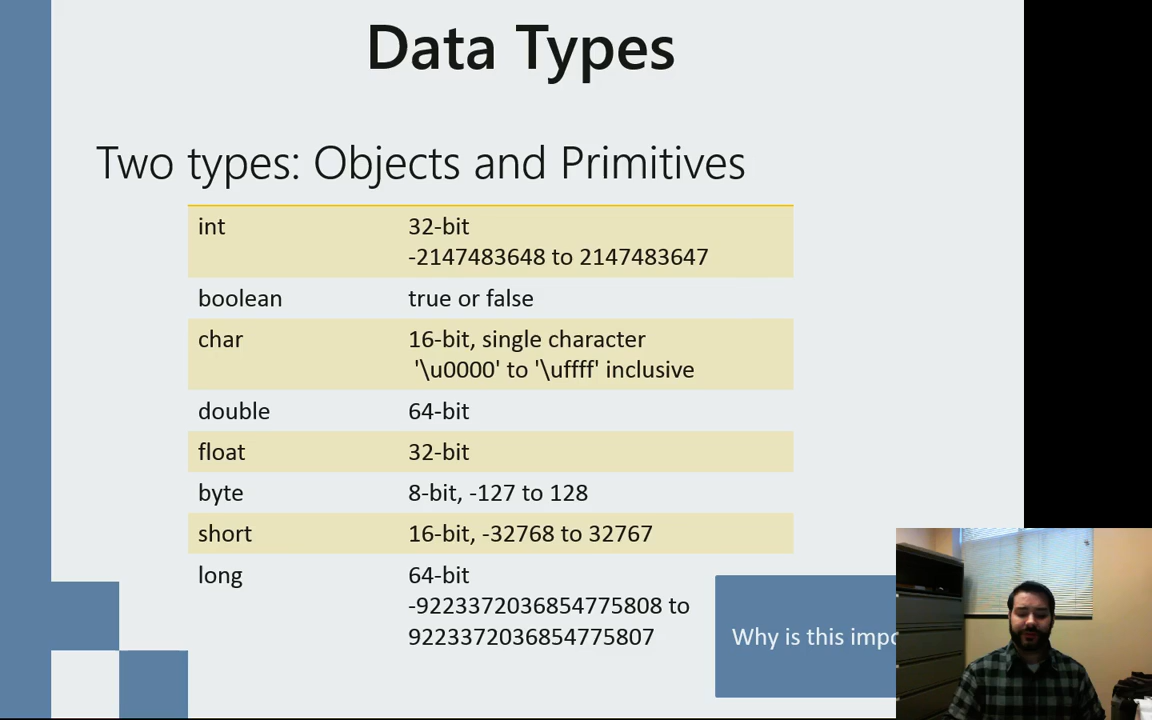 Data Types
Two types: Objects and Primitives
int 32-bit
-2147483648 to 2147483647
boolean true or false
char 16-bit, single character
'\u0000' to '\uffff' inclusive
double 64-bit
float 32-bit
byte 8-bit, -127 to 128
short 16-bit, -32768 to 32767
long 64-bit
-9223372036854775808 to
9223372036854775807
Why is this impo